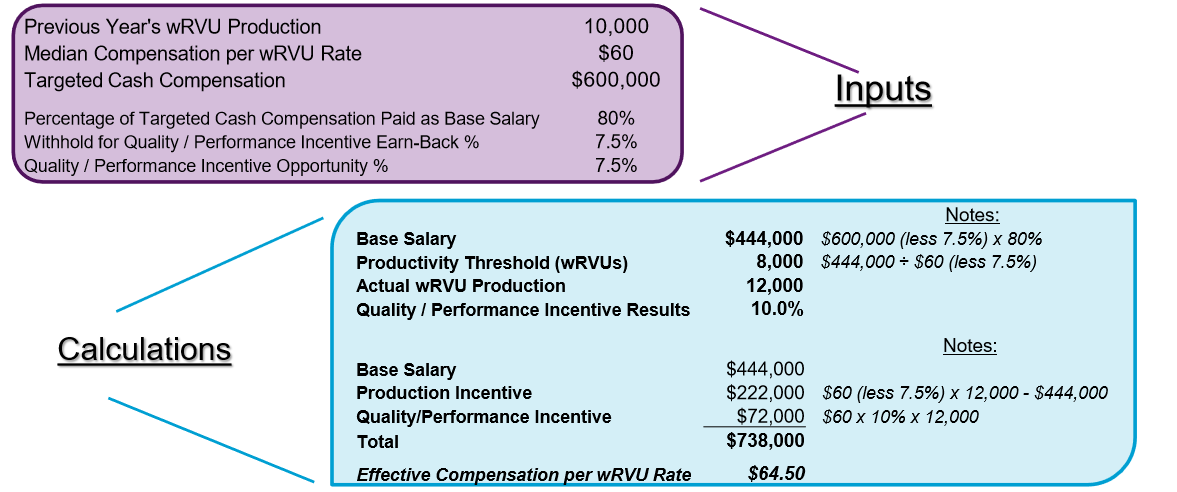 Previous Year's wRVU Production 10,000
Median Compensation per wRVU Rate $60
Targeted Cash Compensation $600,000
Inputs
Percentage of Targeted Cash Compensation Paid as Base Salary 80%
Withhold for Quality / Performance Incentive Earn-Back % 7.5%
Quality / Performance Incentive Opportunity % 7.5%
Notes:
Base Salary $444,000 $600,000 (less 7.5%) x 80%
Productivity Threshold (wRVUs) 8,000 $444,000 ÷ $60 (less 7.5%)
Actual wRVU Production 12,000
Quality / Performance Incentive Results 10.0%
Calculations
Notes:
Base Salary $444,000
Production Incentive $222,000 $60 (less 7.5%) x 12,000 - $444,000
Quality/Performance Incentive $72,000 $60 x 10% x 12,000
Total $738,000
Effective Compensation per wRVU Rate $64.50